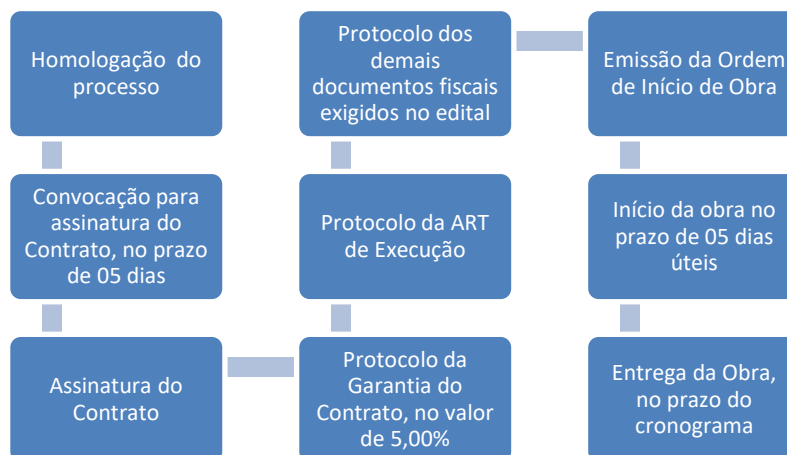 Homologação do
processo
Convocação para
assinatura do
Contrato, no prazo
de 05 dias
Assinatura do
Contrato
Protocolo da
Garantia do
Contrato, no valor
de 5,00%
Protocolo da ART
de Execução
Protocolo dos
demais
documentos fiscais
exigidos no edital
Emissão da Ordem
de Início de Obra
Início da obra no
prazo de 05 dias
úteis
Entrega da Obra,
no prazo do
cronograma